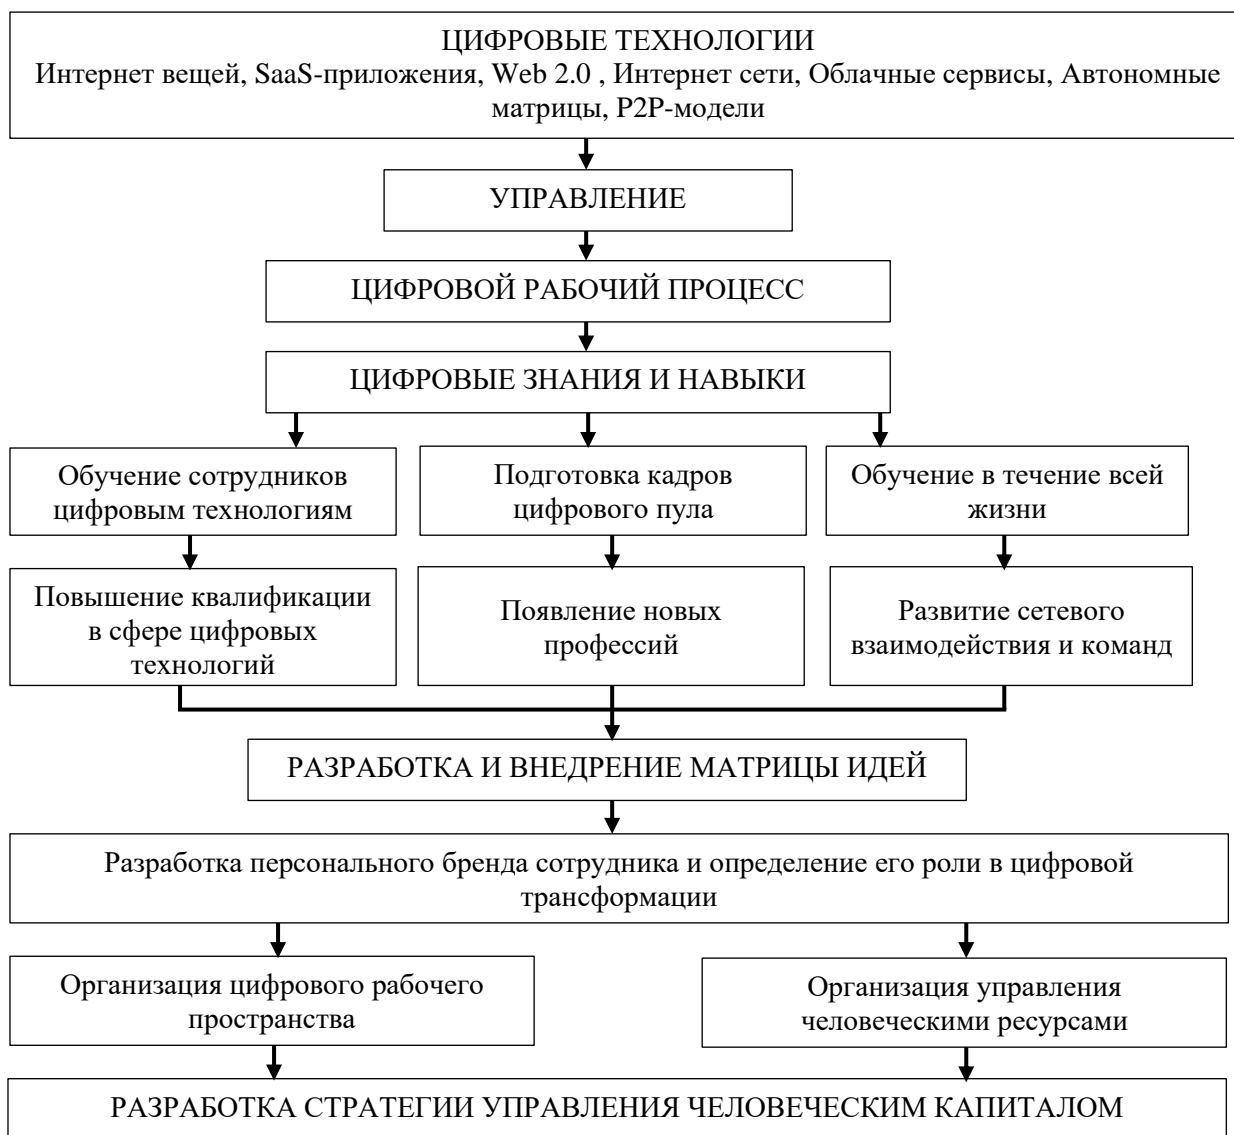 ЦИФРОВЫЕ ТЕХНОЛОГИИ
Интернет вещей, SaaS-приложения, Web 2.0 , Интернет сети, Облачные сервисы, Автономные
матрицы, P2P-модели
УПРАВЛЕНИЕ
ЦИФРОВОЙ РАБОЧИЙ ПРОЦЕСС
ЦИФРОВЫЕ ЗНАНИЯ И НАВЫКИ
Обучение сотрудников
цифровым технологиям
Подготовка кадров
цифрового пула
Обучение в течение всей
жизни
Повышение квалификации
в сфере цифровых
технологий
Появление новых
профессий
Развитие сетевого
взаимодействия и команд
РАЗРАБОТКА И ВНЕДРЕНИЕ МАТРИЦЫ ИДЕЙ
Разработка персонального бренда сотрудника и определение его роли в цифровой
трансформации
Организация цифрового рабочего
пространства
Организация управления
человеческими ресурсами
РАЗРАБОТКА СТРАТЕГИИ УПРАВЛЕНИЯ ЧЕЛОВЕЧЕСКИМ КАПИТАЛОМ